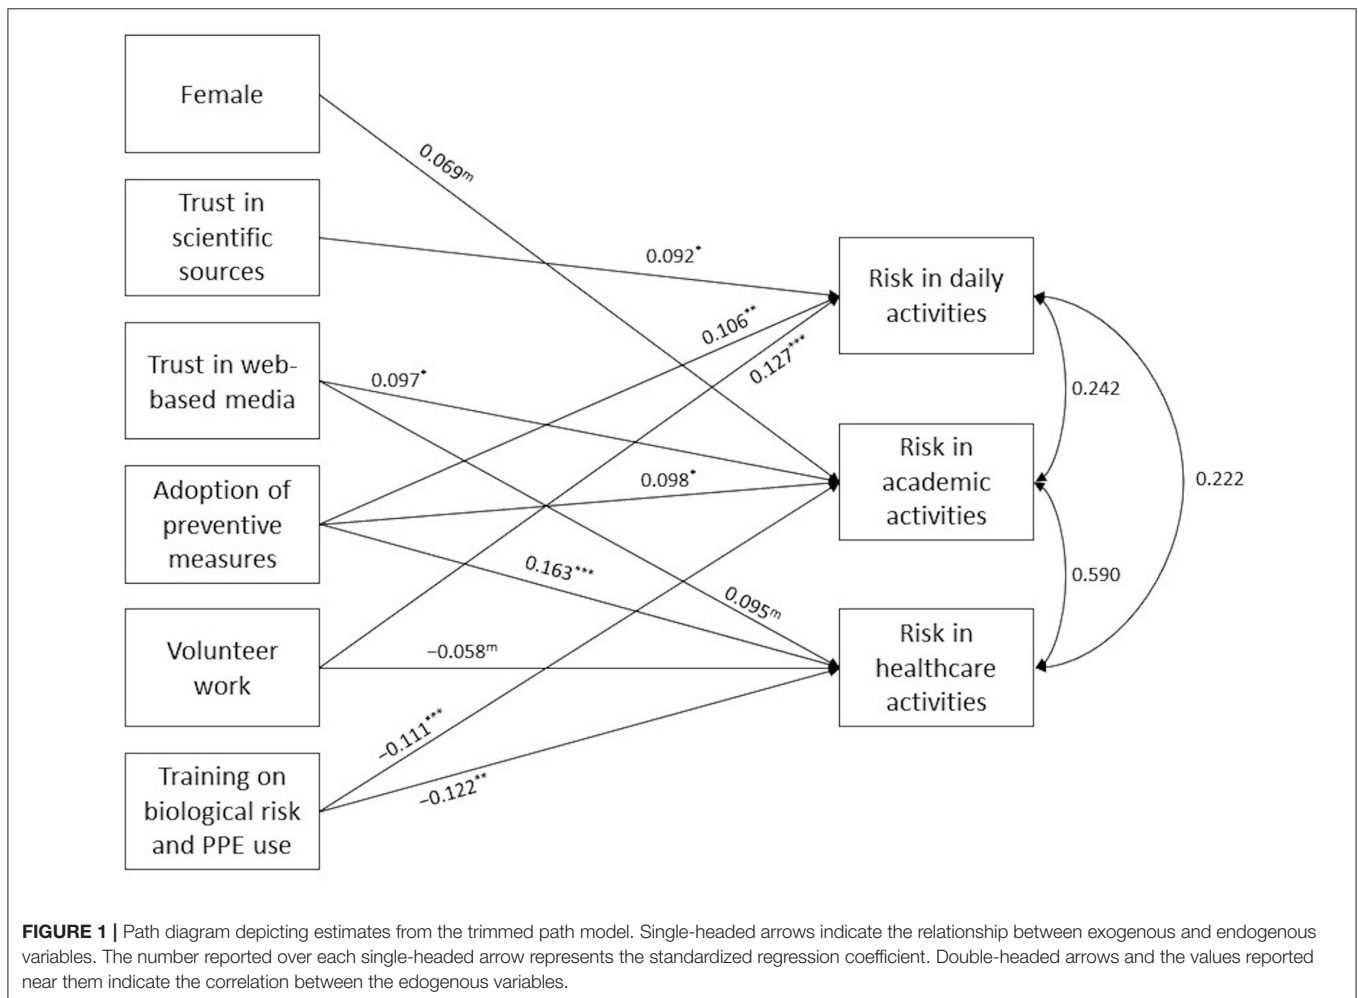 Female
Trust in
scientific
sources
Trust in web-
based media
Adoption of
preventive
measures
Volunteer
work
Training on
biological risk
and PPE use
0.069ᵐ
0.092*
0.106**
0.127***
0.097*
0.098*
0.163***
0.095ᵐ
−0.058ᵐ
−0.111***
−0.122**
Risk in daily
activities
Risk in
academic
activities
Risk in
healthcare
activities
0.242
0.222
0.590
FIGURE 1 | Path diagram depicting estimates from the trimmed path model. Single-headed arrows indicate the relationship between exogenous and endogenous
variables. The number reported over each single-headed arrow represents the standardized regression coefficient. Double-headed arrows and the values reported
near them indicate the correlation between the edogenous variables.